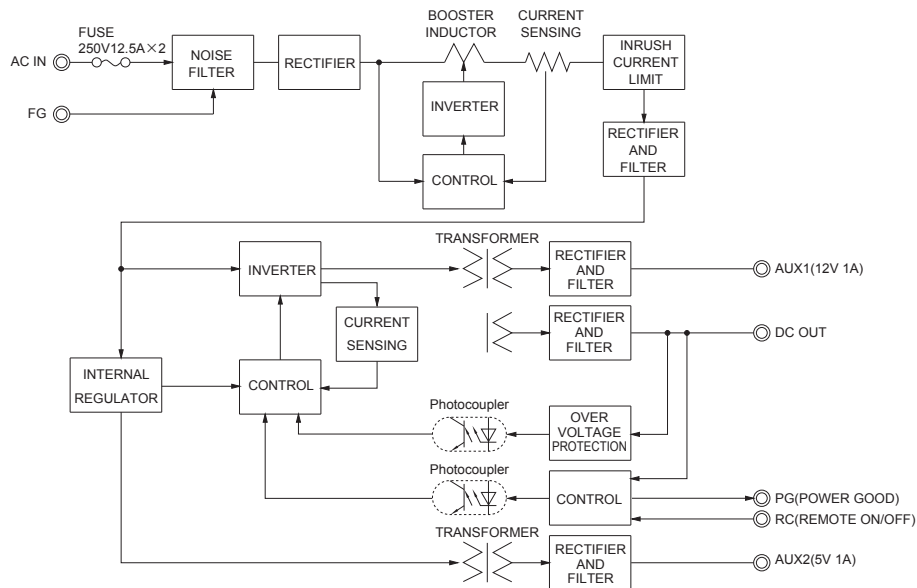 FUSE
250V12.5A×2
AC IN
NOISE
FILTER
RECTIFIER
BOOSTER
INDUCTOR
CURRENT
SENSING
INRUSH
CURRENT
LIMIT
FG
INVERTER
CONTROL
RECTIFIER
AND
FILTER
TRANSFORMER
INVERTER
RECTIFIER
AND
FILTER
AUX1(12V 1A)
CURRENT
SENSING
RECTIFIER
AND
FILTER
DC OUT
INTERNAL
REGULATOR
CONTROL
Photocoupler
OVER
VOLTAGE
PROTECTION
Photocoupler
CONTROL
PG(POWER GOOD)
RC(REMOTE ON/OFF)
TRANSFORMER
RECTIFIER
AND
FILTER
AUX2(5V 1A)